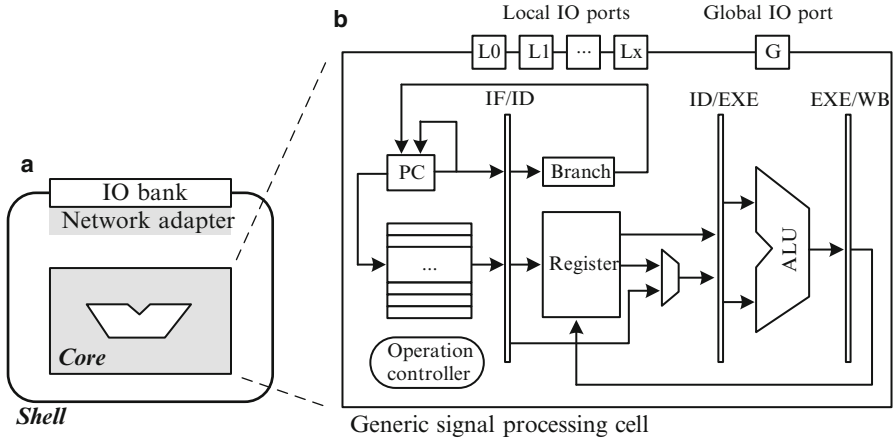 a
IO bank
Network adapter
Core
Shell
b
Local IO ports
Global IO port
L0
L1
...
Lx
G
IF/ID
ID/EXE
EXE/WB
PC
Branch
...
Register
ALU
Operation
controller
Generic signal processing cell